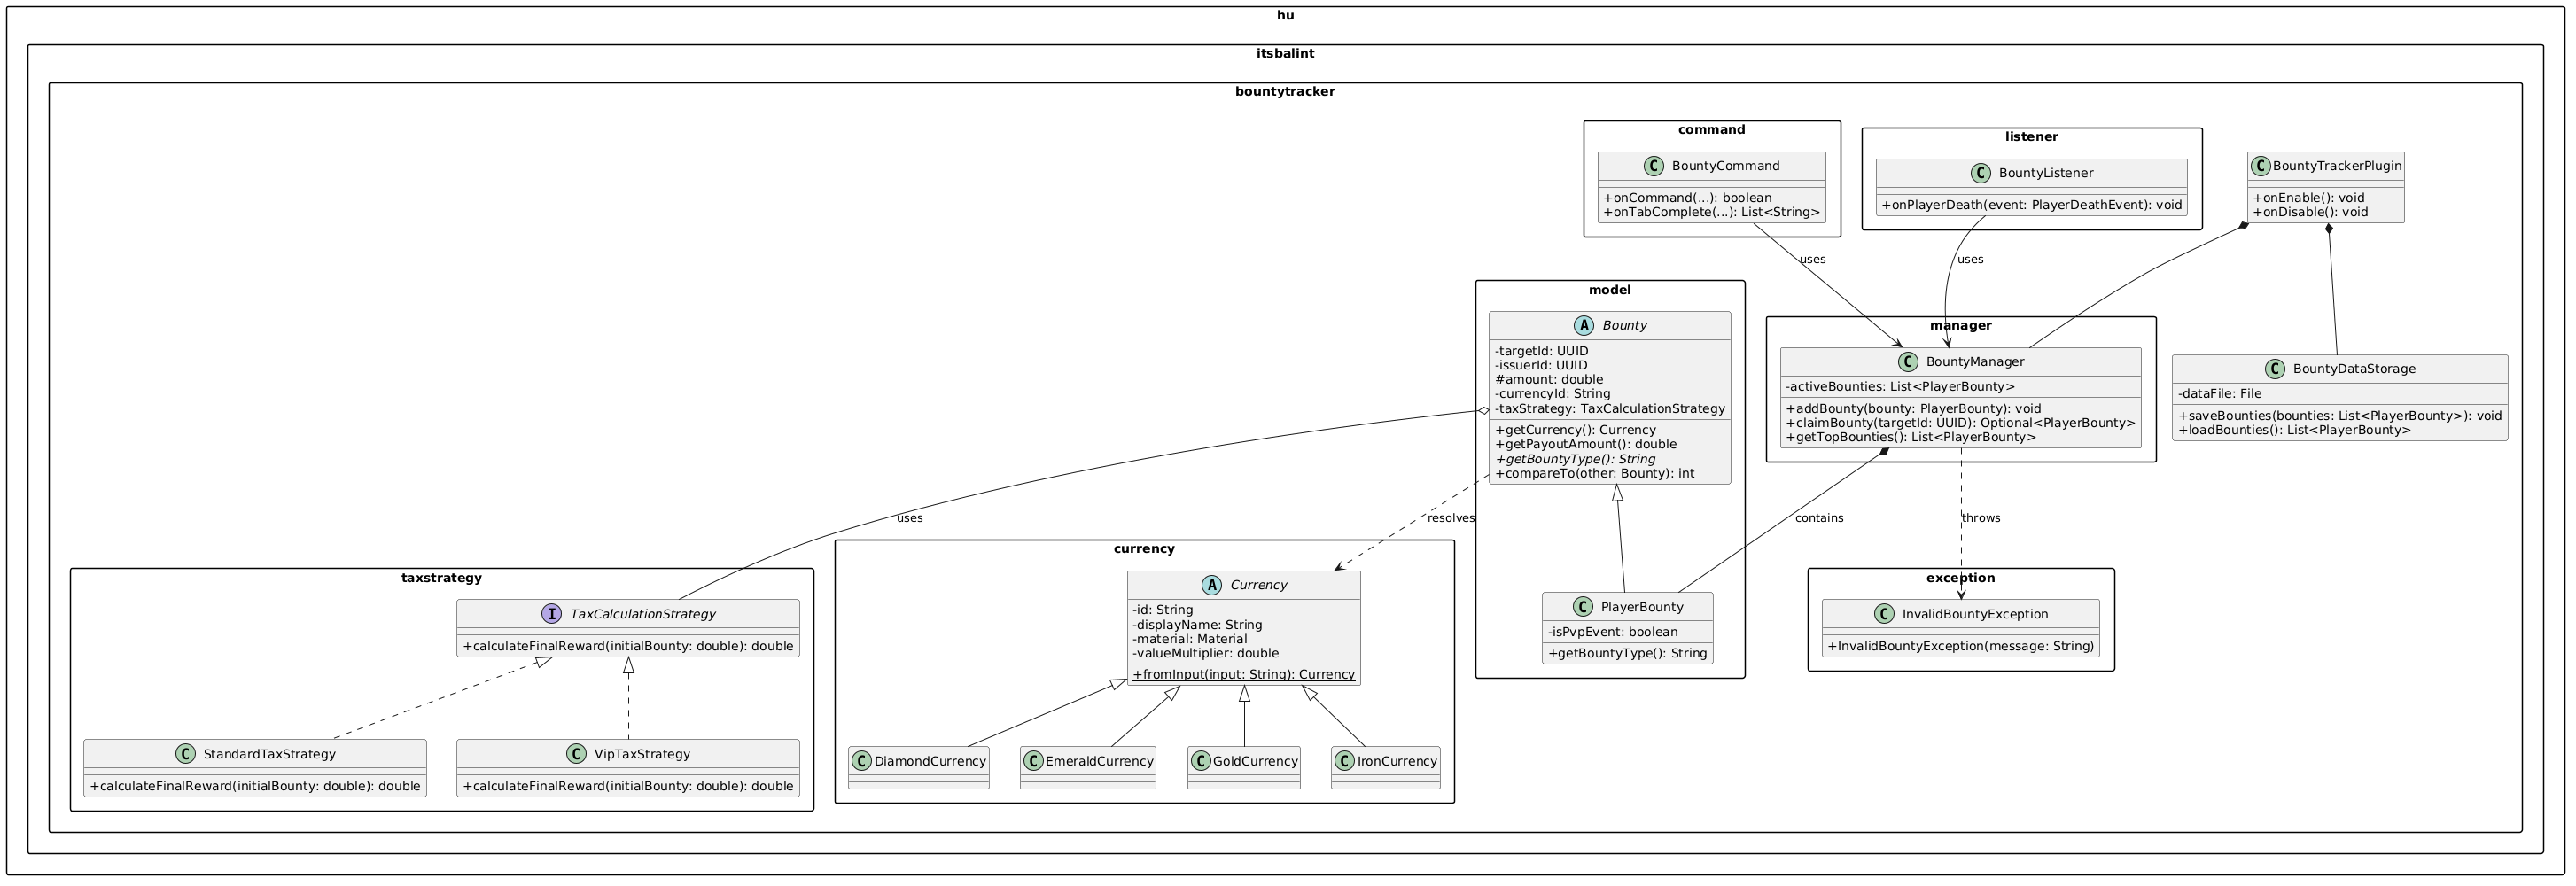 hu
itsbalint
bountytracker
command
C BountyCommand
+onCommand(...): boolean
+onTabComplete(...): List<String>
listener
C BountyListener
+onPlayerDeath(event: PlayerDeathEvent): void
C BountyTrackerPlugin
+onEnable(): void
+onDisable(): void
uses
uses
model
A Bounty
-targetId: UUID
-issuerId: UUID
#amount: double
-currencyId: String
-taxStrategy: TaxCalculationStrategy
+getCurrency(): Currency
+getPayoutAmount(): double
+getBountyType(): String
+compareTo(other: Bounty): int
manager
C BountyManager
-activeBounties: List<PlayerBounty>
+addBounty(bounty: PlayerBounty): void
+claimBounty(targetId: UUID): Optional<PlayerBounty>
+getTopBounties(): List<PlayerBounty>
C BountyDataStorage
-dataFile: File
+saveBounties(bounties: List<PlayerBounty>): void
+loadBounties(): List<PlayerBounty>
uses
resolves
contains
throws
taxstrategy
I TaxCalculationStrategy
+calculateFinalReward(initialBounty: double): double
C StandardTaxStrategy
+calculateFinalReward(initialBounty: double): double
C VipTaxStrategy
+calculateFinalReward(initialBounty: double): double
currency
A Currency
-id: String
-displayName: String
-material: Material
-valueMultiplier: double
+fromInput(input: String): Currency
C DiamondCurrency
C EmeraldCurrency
C GoldCurrency
C IronCurrency
C PlayerBounty
-isPvpEvent: boolean
+getBountyType(): String
exception
C InvalidBountyException
+InvalidBountyException(message: String)